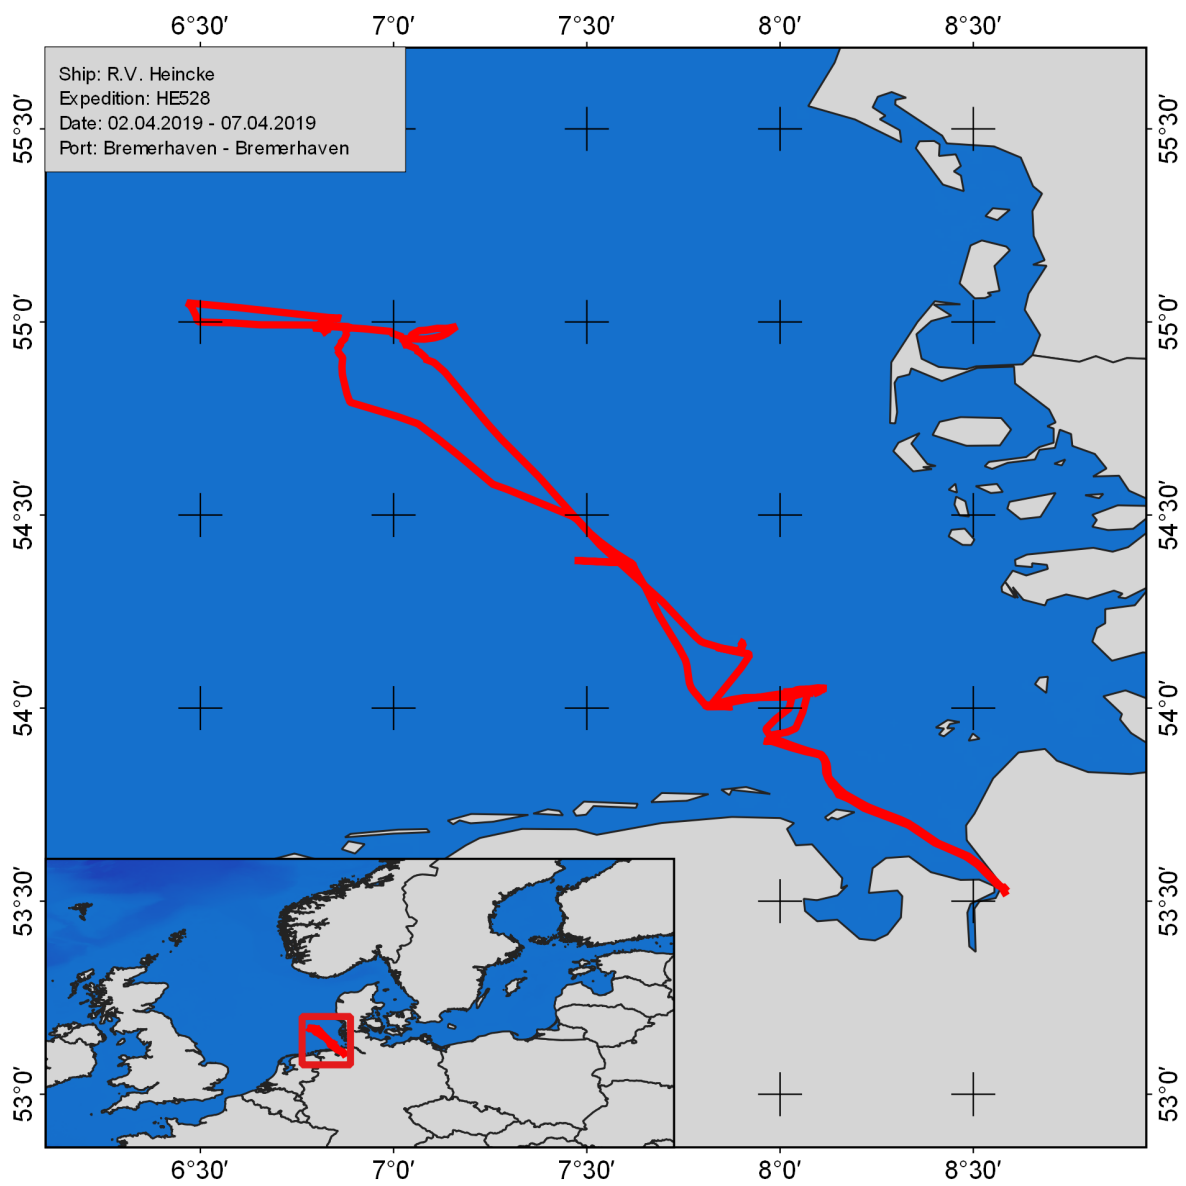 6°30′ 7°0′ 7°30′ 8°0′ 8°30′
Ship: R.V. Heincke
Expedition: HE528
Date: 02.04.2019 - 07.04.2019
Port: Bremerhaven - Bremerhaven
55°30′ 55°30′
55°0′ 55°0′
54°30′ 54°30′
54°0′ 54°0′
53°30′ 53°30′
53°0′ 53°0′
6°30′ 7°0′ 7°30′ 8°0′ 8°30′